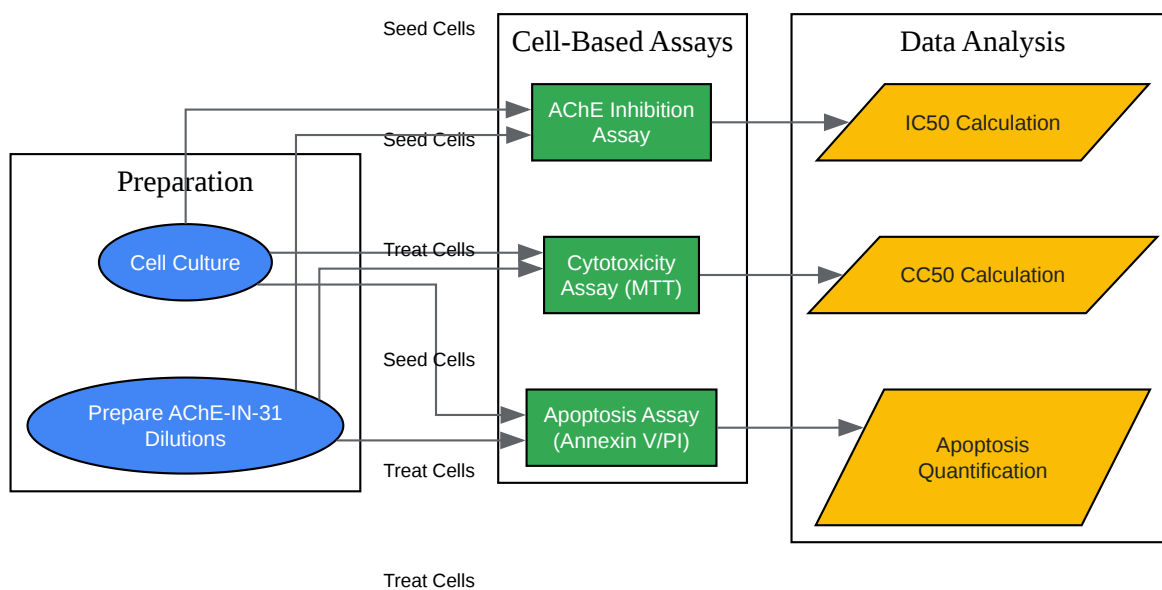 Preparation
Cell Culture
Prepare AChE-IN-31
Dilutions
Seed Cells
Seed Cells
Treat Cells
Seed Cells
Treat Cells
Treat Cells
Cell-Based Assays
AChE Inhibition
Assay
Cytotoxicity
Assay (MTT)
Apoptosis Assay
(Annexin V/PI)
Data Analysis
IC50 Calculation
CC50 Calculation
Apoptosis
Quantification